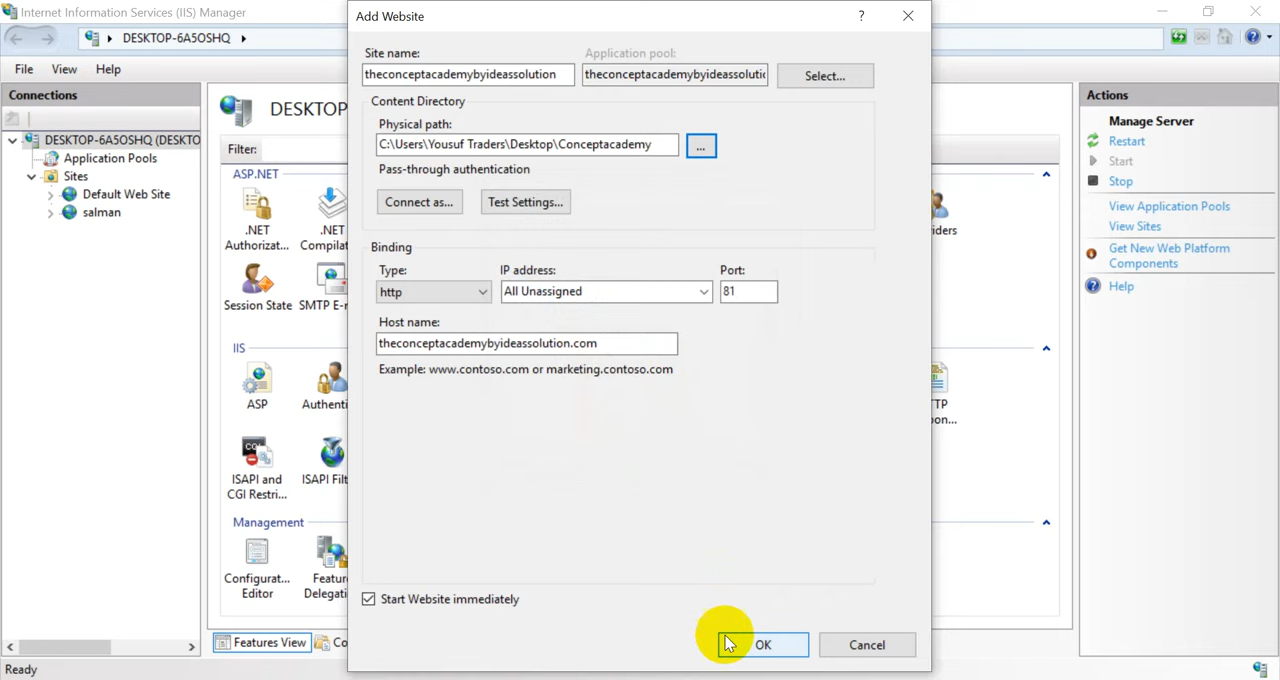 Internet Information Services (IIS) Manager
DESKTOP-6A5OSHQ
File View Help
Connections
DESKTOP-6A5OSHQ (DESKTO
Application Pools
Sites
Default Web Site
salman
DESKTOP
Filter:
ASP.NET
.NET Authorizat...
.NET
Compilat
Session State
SMTP E-
IIS
ASP
Authenti
ISAPI and
CGI Restri...
ISAPI Filt
Management
Configurat...
Editor
Featur
Delegati
Features View
Co
Ready
Add Website
?
Site name:
theconceptacademybyideassolution
Application pool:
theconceptacademybyideassolutic
Select...
Content Directory
Physical path:
C:\Users\Yousuf Traders\Desktop\Conceptacademy
...
Pass-through authentication
Connect as...
Test Settings...
Binding
Type:
IP address:
Port:
http
All Unassigned
81
Host name:
theconceptacademybyideassolution.com
Example: www.contoso.com or marketing.contoso.com
Start Website immediately
OK
Cancel
iders
TP
on...
Actions
Manage Server
Restart
Start
Stop
View Application Pools
View Sites
Get New Web Platform
Components
Help